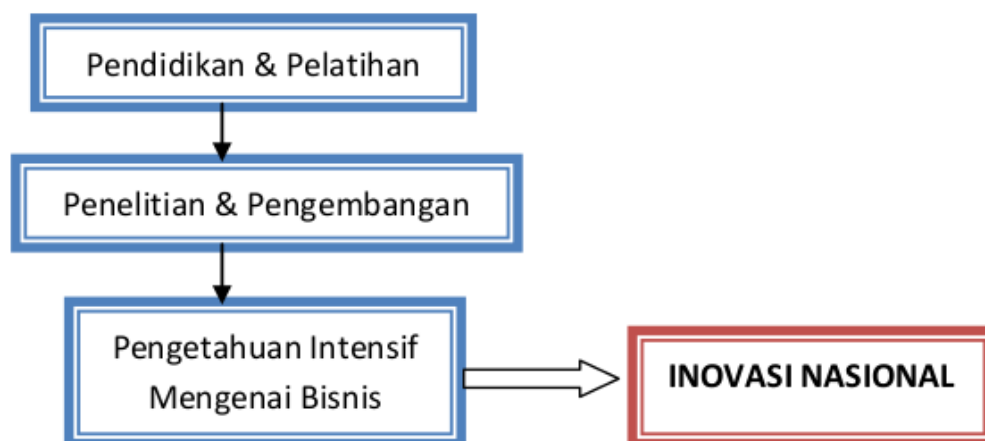 Pendidikan & Pelatihan
Penelitian & Pengembangan
Pengetahuan Intensif
Mengenai Bisnis
INOVASI NASIONAL